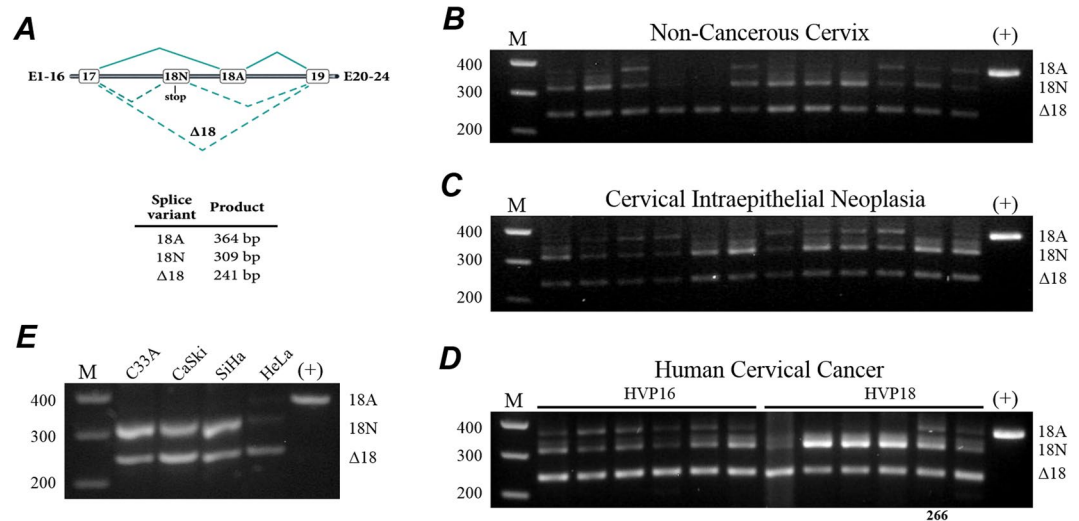 A
E1-16 17 18N 18A 19 E20-24
stop
Δ18
Splice variant Product
18A 364 bp
18N 309 bp
Δ18 241 bp
B
Non-Cancerous Cervix
M (+)
400 18A
300 18N
200 Δ18
C
Cervical Intraepithelial Neoplasia
M (+)
400 18A
300 18N
200 Δ18
D
Human Cervical Cancer
HVP16 HVP18
M (+)
400 18A
300 18N
200 Δ18
E
M C33A CaSki SiHa HeLa (+)
400 18A
300 18N
200 Δ18
266